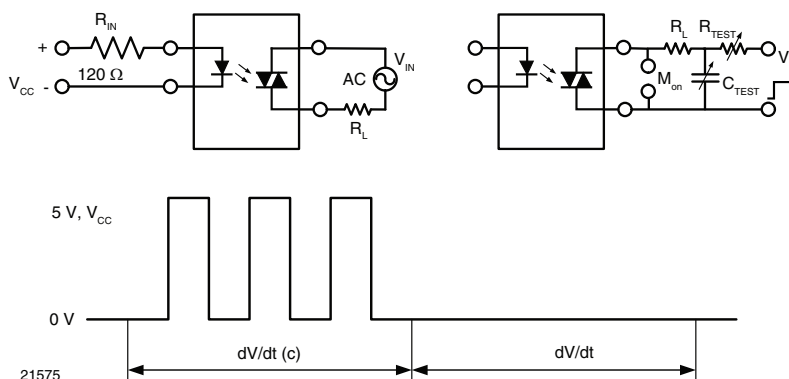 R_IN
+
120 Ω
V_CC -
V_IN
AC
R_L
R_L
R_TEST
V
M_on
C_TEST
5 V, V_CC
0 V
dV/dt (c)
dV/dt
21575